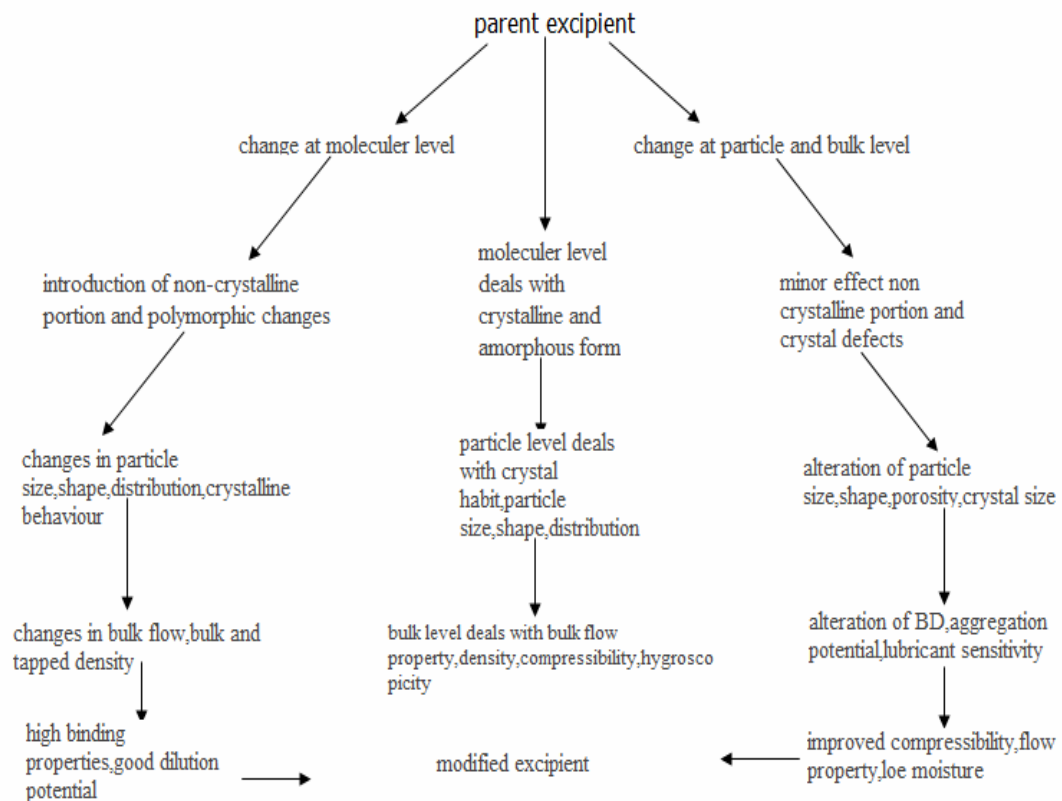 parent excipient
change at moleculer level
change at particle and bulk level
moleculer level
deals with
crystalline and
amorphous form
introduction of non-crystalline
portion and polymorphic changes
minor effect non
crystalline portion and
crystal defects
particle level deals
with crystal
habit,particle
size,shape,distribution
changes in particle
size,shape,distribution,crystalline
behaviour
alteration of particle
size,shape,porosity,crystal size
changes in bulk flow,bulk and
tapped density
bulk level deals with bulk flow
property,density,compressibility,hygrosco
picity
alteration of BD,aggregation
potential,lubricant sensitivity
high binding
properties,good dilution
potential
modified excipient
improved compressibility,flow
property,loe moisture